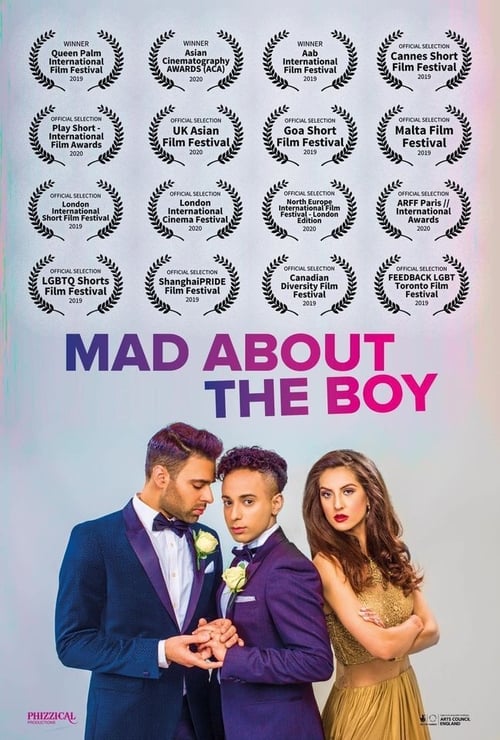 WINNER
Queen Palm
International
Film Festival
2019
WINNER
Asian
Cinematography
AWARDS (ACA)
2020
WINNER
Aab
International
Film Festival
2020
OFFICIAL SELECTION
Cannes Short
Film Festival
2019
OFFICIAL SELECTION
Play Short -
International
Film Awards
2020
OFFICIAL SELECTION
UK Asian
Film Festival
2020
OFFICIAL SELECTION
Goa Short
Film Festival
2020
OFFICIAL SELECTION
Malta Film
Festival
2019
OFFICIAL SELECTION
London
International
Short Film Festival
2019
OFFICIAL SELECTION
London
International
Cinema Festival
2020
OFFICIAL SELECTION
North Europe
International Film
Festival - London
Edition
2020
OFFICIAL SELECTION
ARFF Paris //
International
Awards
2020
OFFICIAL SELECTION
LGBTQ Shorts
Film Festival
2019
OFFICIAL SELECTION
ShanghaiPRIDE
Film Festival
2019
OFFICIAL SELECTION
Canadian
Diversity Film
Festival
2019
OFFICIAL SELECTION
FEEDBACK LGBT
Toronto Film
Festival
2019
MAD ABOUT
THE BOY
PHIZZICAL
PRODUCTIONS
ARTS COUNCIL
ENGLAND